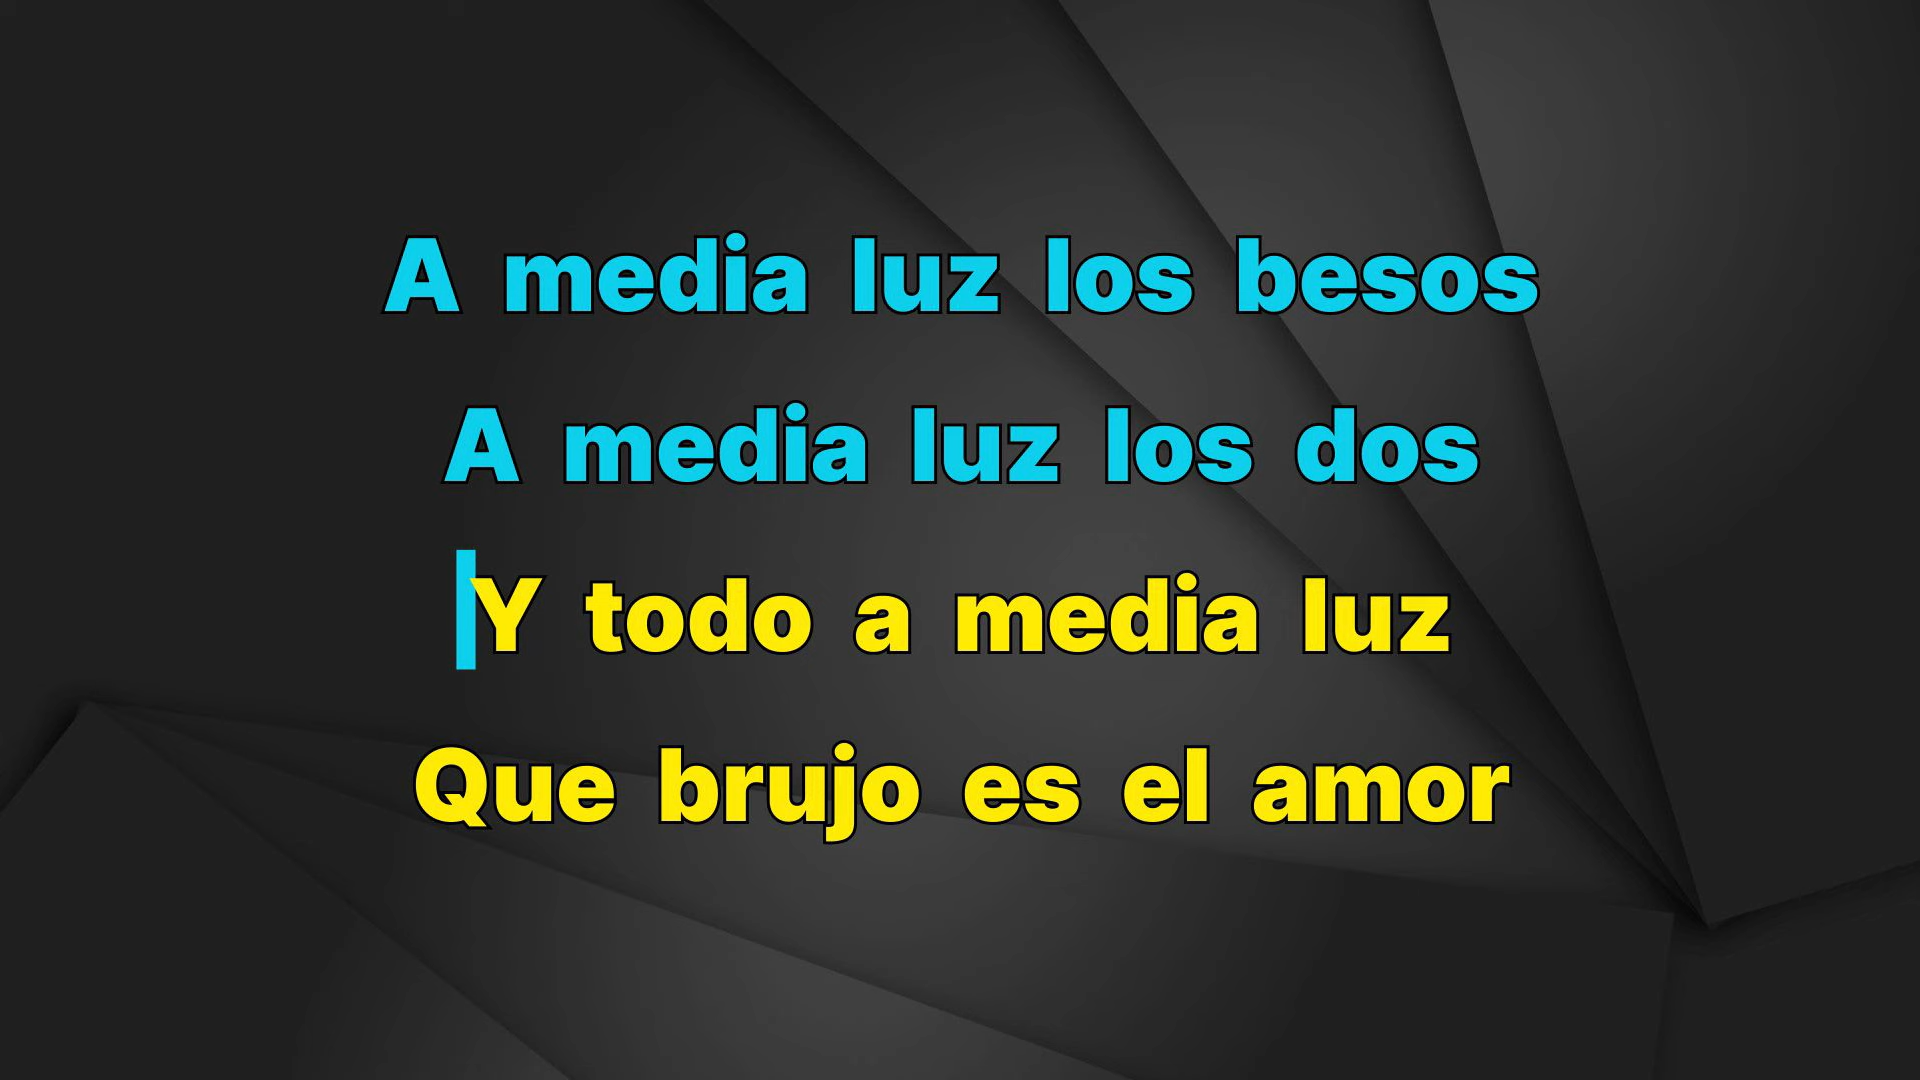 A media luz los besos
A media luz los dos
Y todo a media luz
Que brujo es el amor